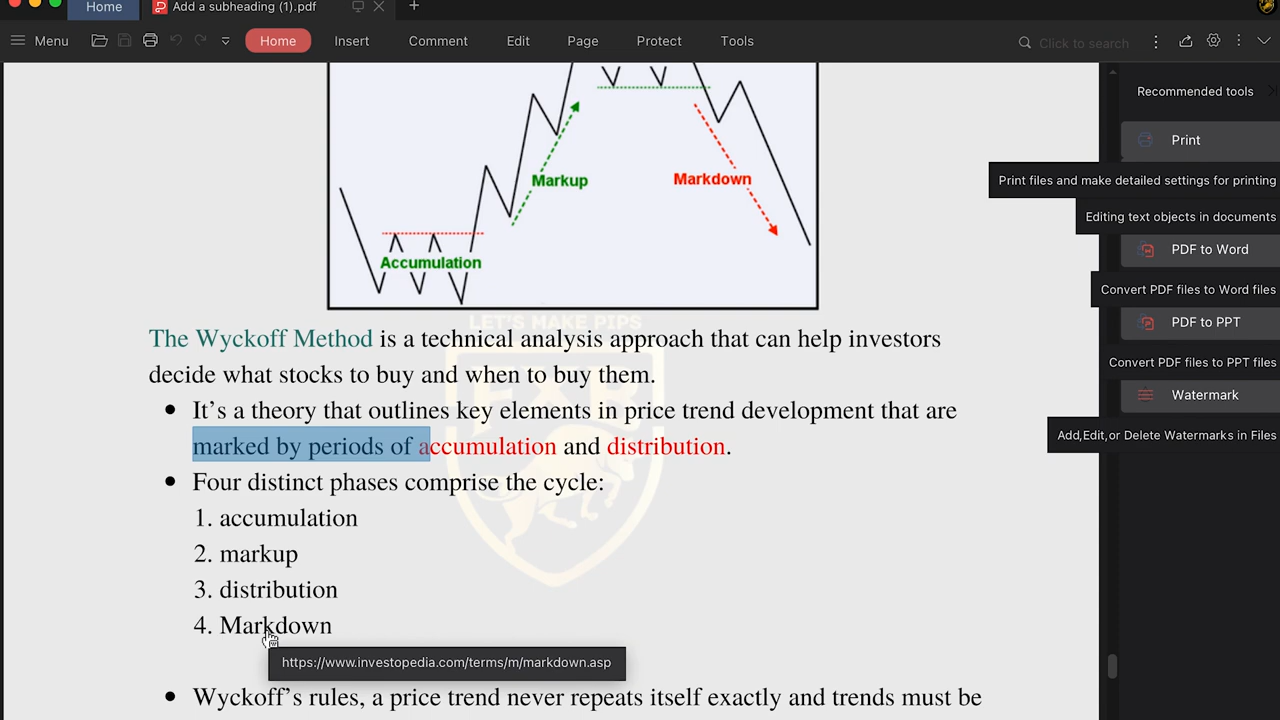 Home
Add a subheading (1).pdf
Menu
Home
Insert
Comment
Edit
Page
Protect
Tools
Click to search
Recommended tools
Print
Print files and make detailed settings for printing
Editing text objects in documents
PDF to Word
Convert PDF files to Word files
PDF to PPT
Convert PDF files to PPT files
Watermark
Add,Edit,or Delete Watermarks in Files
Markup
Markdown
Accumulation
LET'S MAKE PIPS
The Wyckoff Method is a technical analysis approach that can help investors
decide what stocks to buy and when to buy them.
It's a theory that outlines key elements in price trend development that are
marked by periods of accumulation and distribution.
Four distinct phases comprise the cycle:
1. accumulation
2. markup
3. distribution
4. Markdown
https://www.investopedia.com/terms/m/markdown.asp
Wyckoff's rules, a price trend never repeats itself exactly and trends must be